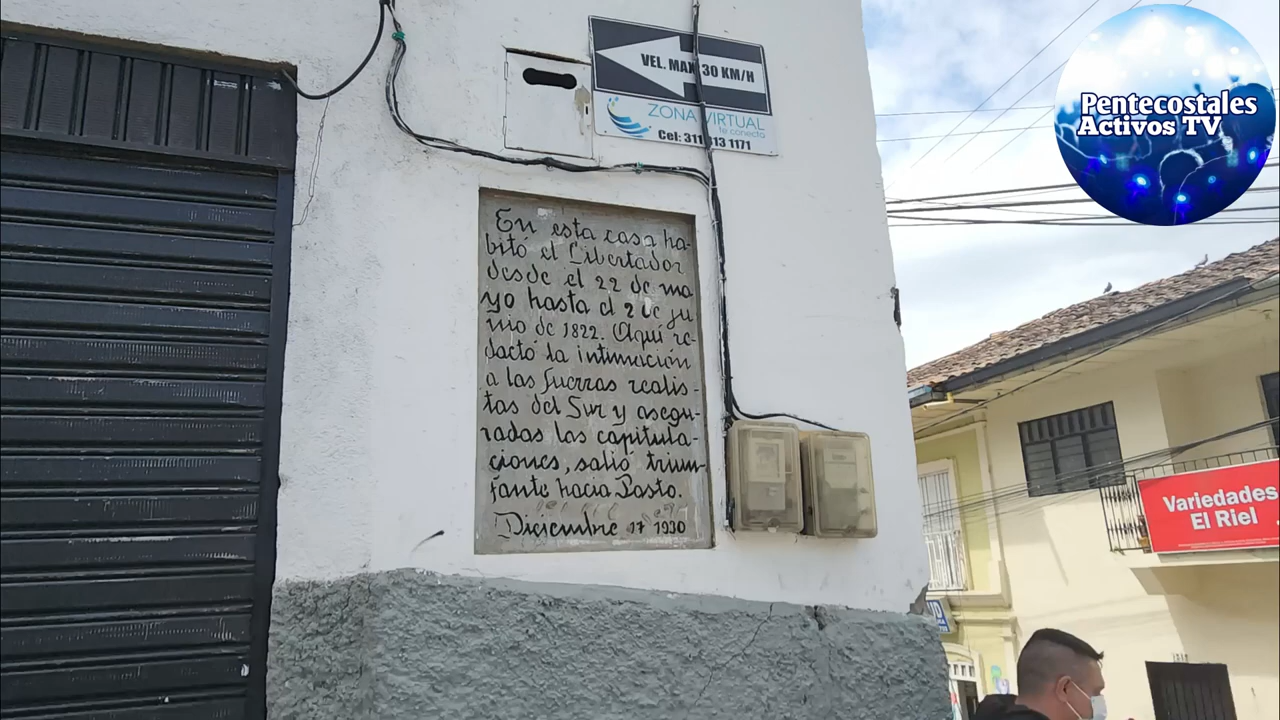 VEL. MAX 30 KM/H
ZONA VIRTUAL
te conecta
Cel: 311 313 1171
En esta casa ha-
bitó el Libertador
desde el 22 de ma
yo hasta el 2 de ju
nio de 1822. Aquí re-
dactó la intimación
a las fuerzas realis-
tas del Sur y asegu-
radas las capitula-
ciones, salió triun-
fante hacia Pasto.
Diciembre 17 1930
Pentecostales
Activos TV
Variedades
El Riel